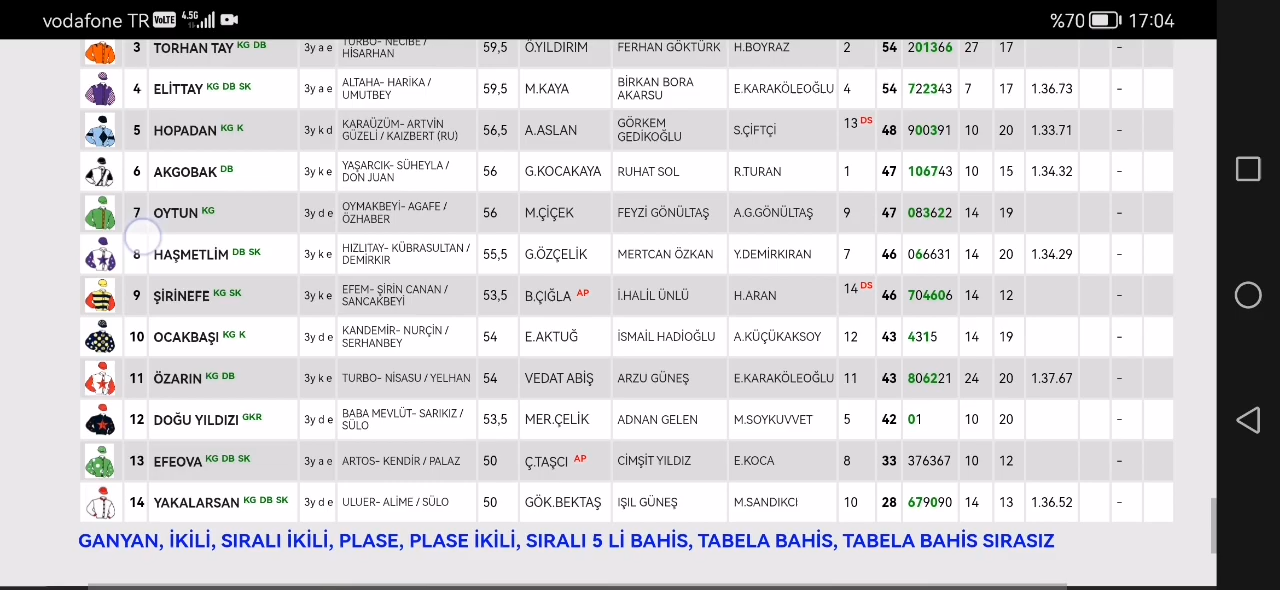 vodafone TR VoLTE 4.5G %70 17:04
3 TORHAN TAY KG DB 3y a e TURBO- NECİBE / HİSARHAN 59,5 Ö.YILDIRIM FERHAN GÖKTÜRK H.BOYRAZ 2 54 201366 27 17 -
4 ELİTTAY KG DB SK 3y a e ALTAHA- HARİKA / UMUTBEY 59,5 M.KAYA BİRKAN BORA AKARSU E.KARAKÖLEOĞLU 4 54 722343 7 17 1.36.73 -
5 HOPADAN KG K 3y k d KARAÜZÜM- ARTVİN GÜZELİ / KAIZBERT (RU) 56,5 A.ASLAN GÖRKEM GEDİKOĞLU S.ÇİFTÇİ 13 DS 48 900391 10 20 1.33.71 -
6 AKGOBAK DB 3y k e YAŞARCIK- SÜHEYLA / DON JUAN 56 G.KOCAKAYA RUHAT SOL R.TURAN 1 47 106743 10 15 1.34.32 -
7 OYTUN KG 3y d e OYMAKBEYİ- AGAFE / ÖZHABER 56 M.ÇİÇEK FEYZİ GÖNÜLTAŞ A.G.GÖNÜLTAŞ 9 47 083622 14 19 -
8 HAŞMETLİM DB SK 3y k e HIZLITAY- KÜBRASULTAN / DEMİRKIR 55,5 G.ÖZÇELİK MERTCAN ÖZKAN Y.DEMİRKIRAN 7 46 066631 14 20 1.34.29 -
9 ŞİRİNEFE KG SK 3y k e EFEM- ŞİRİN CANAN / SANCAKBEYİ 53,5 B.ÇIĞLA AP İ.HALİL ÜNLÜ H.ARAN 14 DS 46 704606 14 12 -
10 OCAKBAŞI KG K 3y d e KANDEMİR- NURÇİN / SERHANBEY 54 E.AKTUĞ İSMAİL HADİOĞLU A.KÜÇÜKAKSOY 12 43 4315 14 19 -
11 ÖZARIN KG DB 3y k e TURBO- NİSASU / YELHAN 54 VEDAT ABİŞ ARZU GÜNEŞ E.KARAKÖLEOĞLU 11 43 806221 24 20 1.37.67 -
12 DOĞU YILDIZI GKR 3y d e BABA MEVLÜT- SARIKIZ / SÜLO 53,5 MER.ÇELİK ADNAN GELEN M.SOYKUVVET 5 42 01 10 20 -
13 EFEOVA KG DB SK 3y a e ARTOS- KENDİR / PALAZ 50 Ç.TAŞCI AP CİMŞİT YILDIZ E.KOCA 8 33 376367 10 12 -
14 YAKALARSAN KG DB SK 3y d e ULUER- ALİME / SÜLO 50 GÖK.BEKTAŞ IŞIL GÜNEŞ M.SANDIKCI 10 28 679090 14 13 1.36.52 -
GANYAN, İKİLİ, SIRALI İKİLİ, PLASE, PLASE İKİLİ, SIRALI 5 Lİ BAHİS, TABELA BAHİS, TABELA BAHİS SIRASIZ